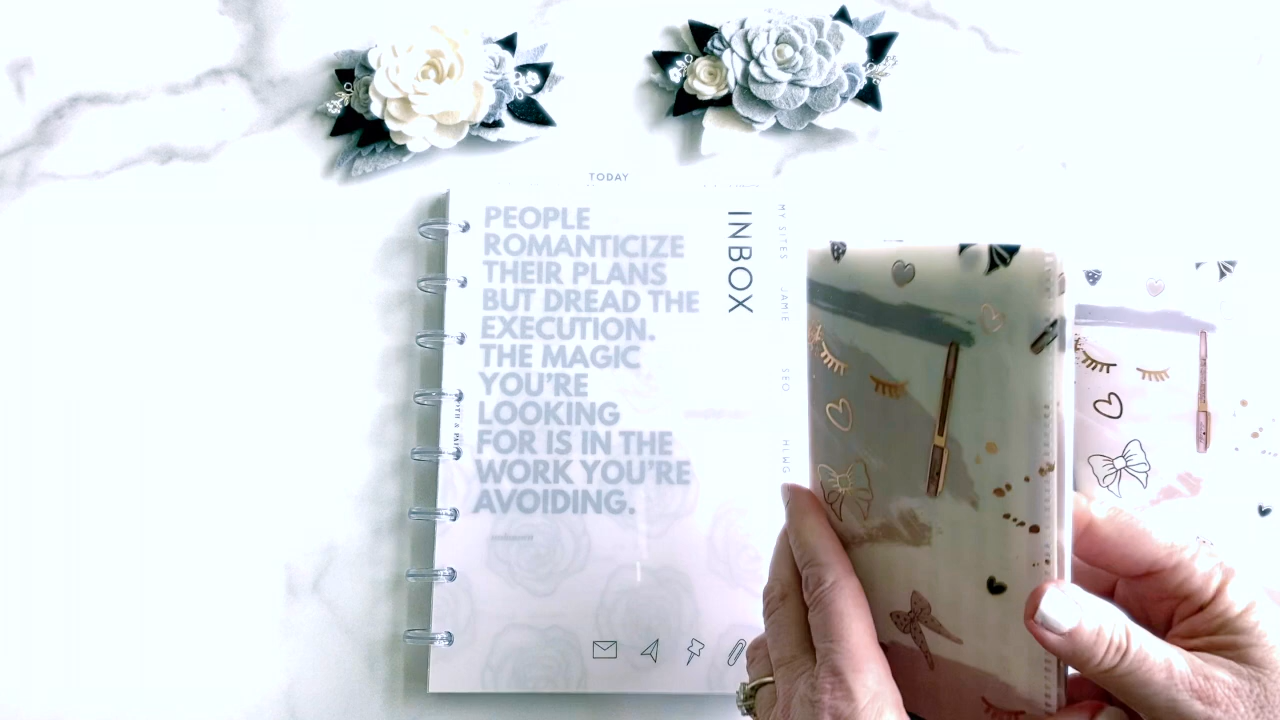 TODAY
PEOPLE
ROMANTICIZE
THEIR PLANS
BUT DREAD THE
EXECUTION.
THE MAGIC
YOU'RE
LOOKING
FOR IS IN THE
WORK YOU'RE
AVOIDING.
INBOX
MY SITES
JAMIE
SEO
HLWG